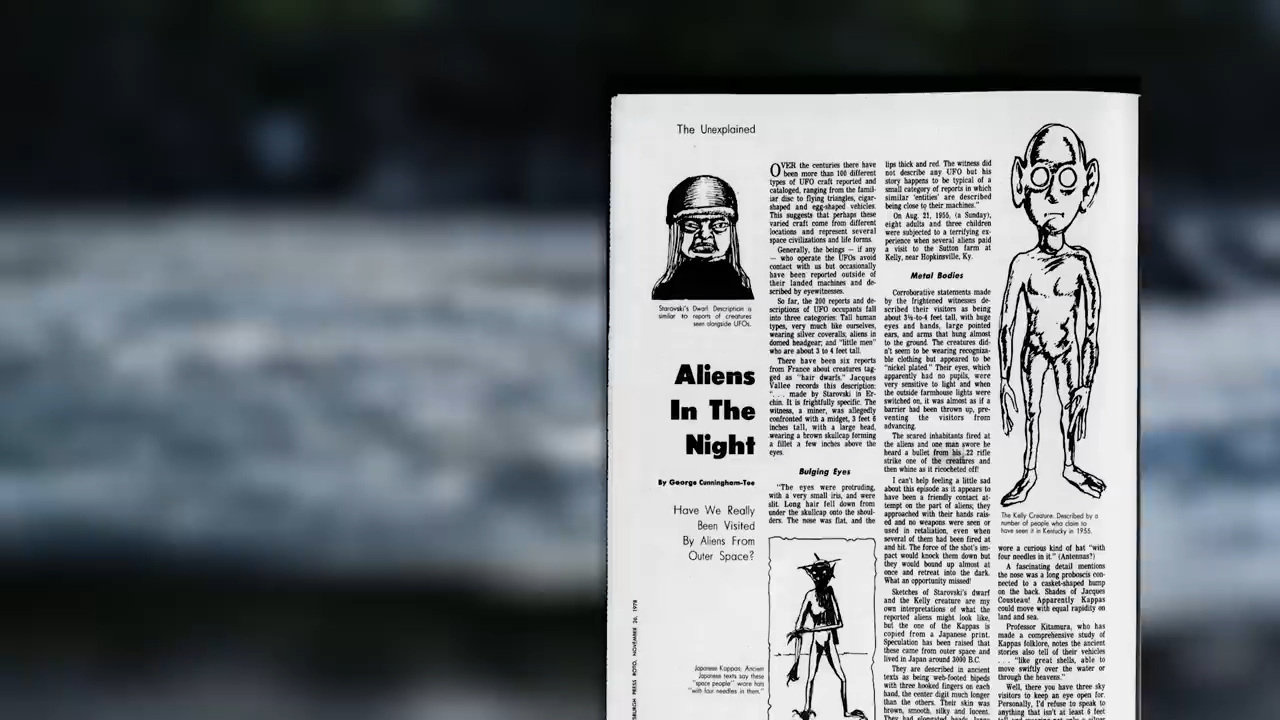 The Unexplained
Starovski's Dwarf. Description is
similar to reports of creatures
seen alongside UFOs.
Aliens
In The
Night
By George Cunningham-Tee
Have We Really
Been Visited
By Aliens From
Outer Space?
Japanese Kappas: Ancient
Japanese texts say these
"space people" wore hats
"with four needles in them."
PRESS ROTO, NOVEMBER 26, 1978
OVER the centuries there have
been more than 100 different
types of UFO craft reported and
cataloged, ranging from the famil-
iar disc to flying triangles, cigar-
shaped and egg-shaped vehicles.
This suggests that perhaps these
varied craft come from different
locations and represent several
space civilizations and life forms.
Generally, the beings — if any
— who operate the UFOs avoid
contact with us but occasionally
have been reported outside of
their landed machines and de-
scribed by eyewitnesses.
So far, the 200 reports and de-
scriptions of UFO occupants fall
into three categories: Tall human
types, very much like ourselves,
wearing silver coveralls; aliens in
domed headgear; and "little men"
who are about 3 to 4 feet tall.
There have been six reports
from France about creatures tag-
ged as "hair dwarfs." Jacques
Vallee records this description:
". . . made by Starovski in Er-
chin. It is frightfully specific. The
witness, a miner, was allegedly
confronted with a midget, 3 feet 6
inches tall, with a large head,
wearing a brown skullcap forming
a fillet a few inches above the
eyes.
Bulging Eyes
"The eyes were protruding,
with a very small iris, and were
slit. Long hair fell down from
under the skullcap onto the shoul-
ders. The nose was flat, and the
lips thick and red. The witness did
not describe any UFO but his
story happens to be typical of a
small category of reports in which
similar 'entities' are described
being close to their machines."
On Aug. 21, 1955, (a Sunday),
eight adults and three children
were subjected to a terrifying ex-
perience when several aliens paid
a visit to the Sutton farm at
Kelly, near Hopkinsville, Ky.
Metal Bodies
Corroborative statements made
by the frightened witnesses de-
scribed their visitors as being
about 3½-to-4 feet tall, with huge
eyes and hands, large pointed
ears, and arms that hung almost
to the ground. The creatures did-
n't seem to be wearing recogniza-
ble clothing but appeared to be
"nickel plated." Their eyes, which
apparently had no pupils, were
very sensitive to light and when
the outside farmhouse lights were
switched on, it was almost as if a
barrier had been thrown up, pre-
venting the visitors from
advancing.
The scared inhabitants fired at
the aliens and one man swore he
heard a bullet from his .22 rifle
strike one of the creatures and
then whine as it ricocheted off!
I can't help feeling a little sad
about this episode as it appears to
have been a friendly contact at-
tempt on the part of aliens; they
approached with their hands rais-
ed and no weapons were seen or
used in retaliation, even when
several of them had been fired at
and hit. The force of the shot's im-
pact would knock them down but
they would bound up almost at
once and retreat into the dark.
What an opportunity missed!
Sketches of Starovski's dwarf
and the Kelly creature are my
own interpretations of what the
reported aliens might look like,
but the one of the Kappas is
copied from a Japanese print.
Speculation has been raised that
these came from outer space and
lived in Japan around 3000 B.C.
They are described in ancient
texts as being web-footed bipeds
with three hooked fingers on each
hand, the center digit much longer
than the others. Their skin was
brown, smooth, silky and lucent.
They had elongated heads, large
The Kelly Creature. Described by a
number of people who claim to
have seen it in Kentucky in 1955.
wore a curious kind of hat "with
four needles in it." (Antennas?)
A fascinating detail mentions
the nose was a long proboscis con-
nected to a casket-shaped hump
on the back. Shades of Jacques
Cousteau! Apparently Kappas
could move with equal rapidity on
land and sea.
Professor Kitamura, who has
made a comprehensive study of
Kappas folklore, notes the ancient
stories also tell of their vehicles
. . . . "like great shells, able to
move swiftly over the water or
through the heavens."
Well, there you have three sky
visitors to keep an eye open for.
Personally, I'd refuse to speak to
anything that isn't at least 6 feet